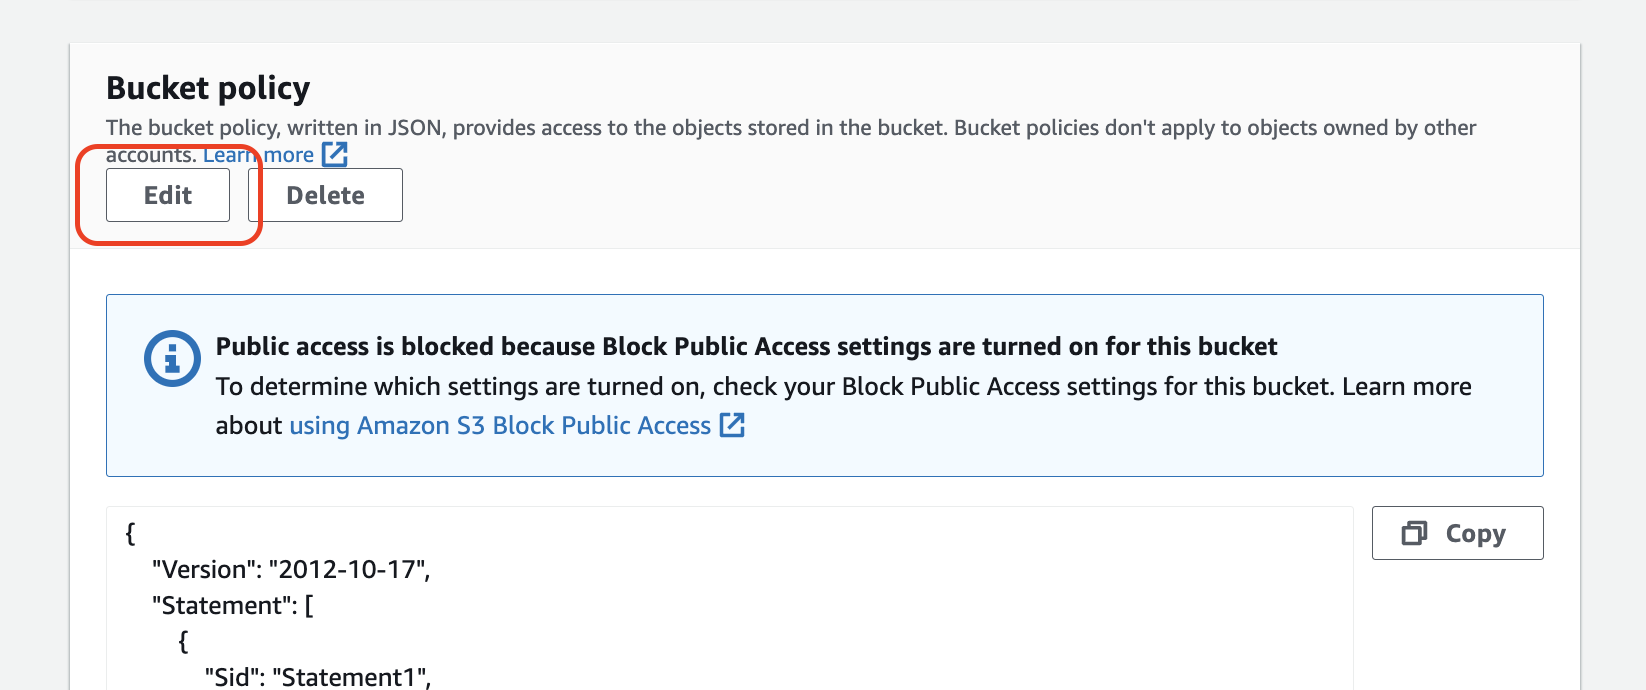 Bucket policy
The bucket policy, written in JSON, provides access to the objects stored in the bucket. Bucket policies don't apply to objects owned by other
accounts. Learn more
Edit Delete
Public access is blocked because Block Public Access settings are turned on for this bucket
To determine which settings are turned on, check your Block Public Access settings for this bucket. Learn more
about using Amazon S3 Block Public Access
Copy
{
"Version": "2012-10-17",
"Statement": [
{
"Sid": "Statement1",